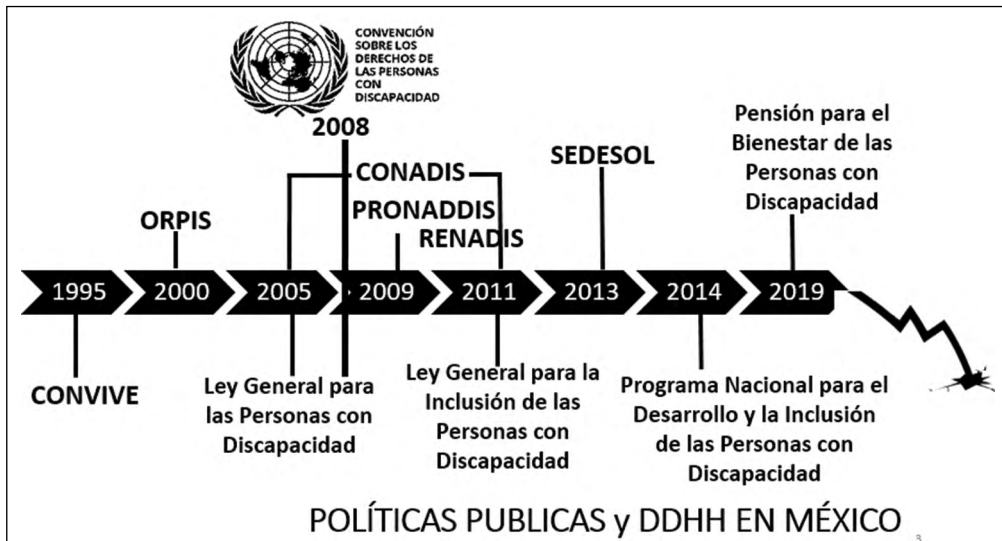 CONVENCIÓN
SOBRE LOS
DERECHOS DE
LAS PERSONAS
CON
DISCAPACIDAD
2008
Pensión para el
Bienestar de las
Personas con
Discapacidad
SEDESOL
CONADIS
PRONADDIS
RENADIS
ORPIS
1995
2000
2005
2009
2011
2013
2014
2019
CONVIVE
Ley General para
las Personas con
Discapacidad
Ley General para la
Inclusión de las
Personas con
Discapacidad
Programa Nacional para el
Desarrollo y la Inclusión
de las Personas con
Discapacidad
POLÍTICAS PUBLICAS y DDHH EN MÉXICO
3